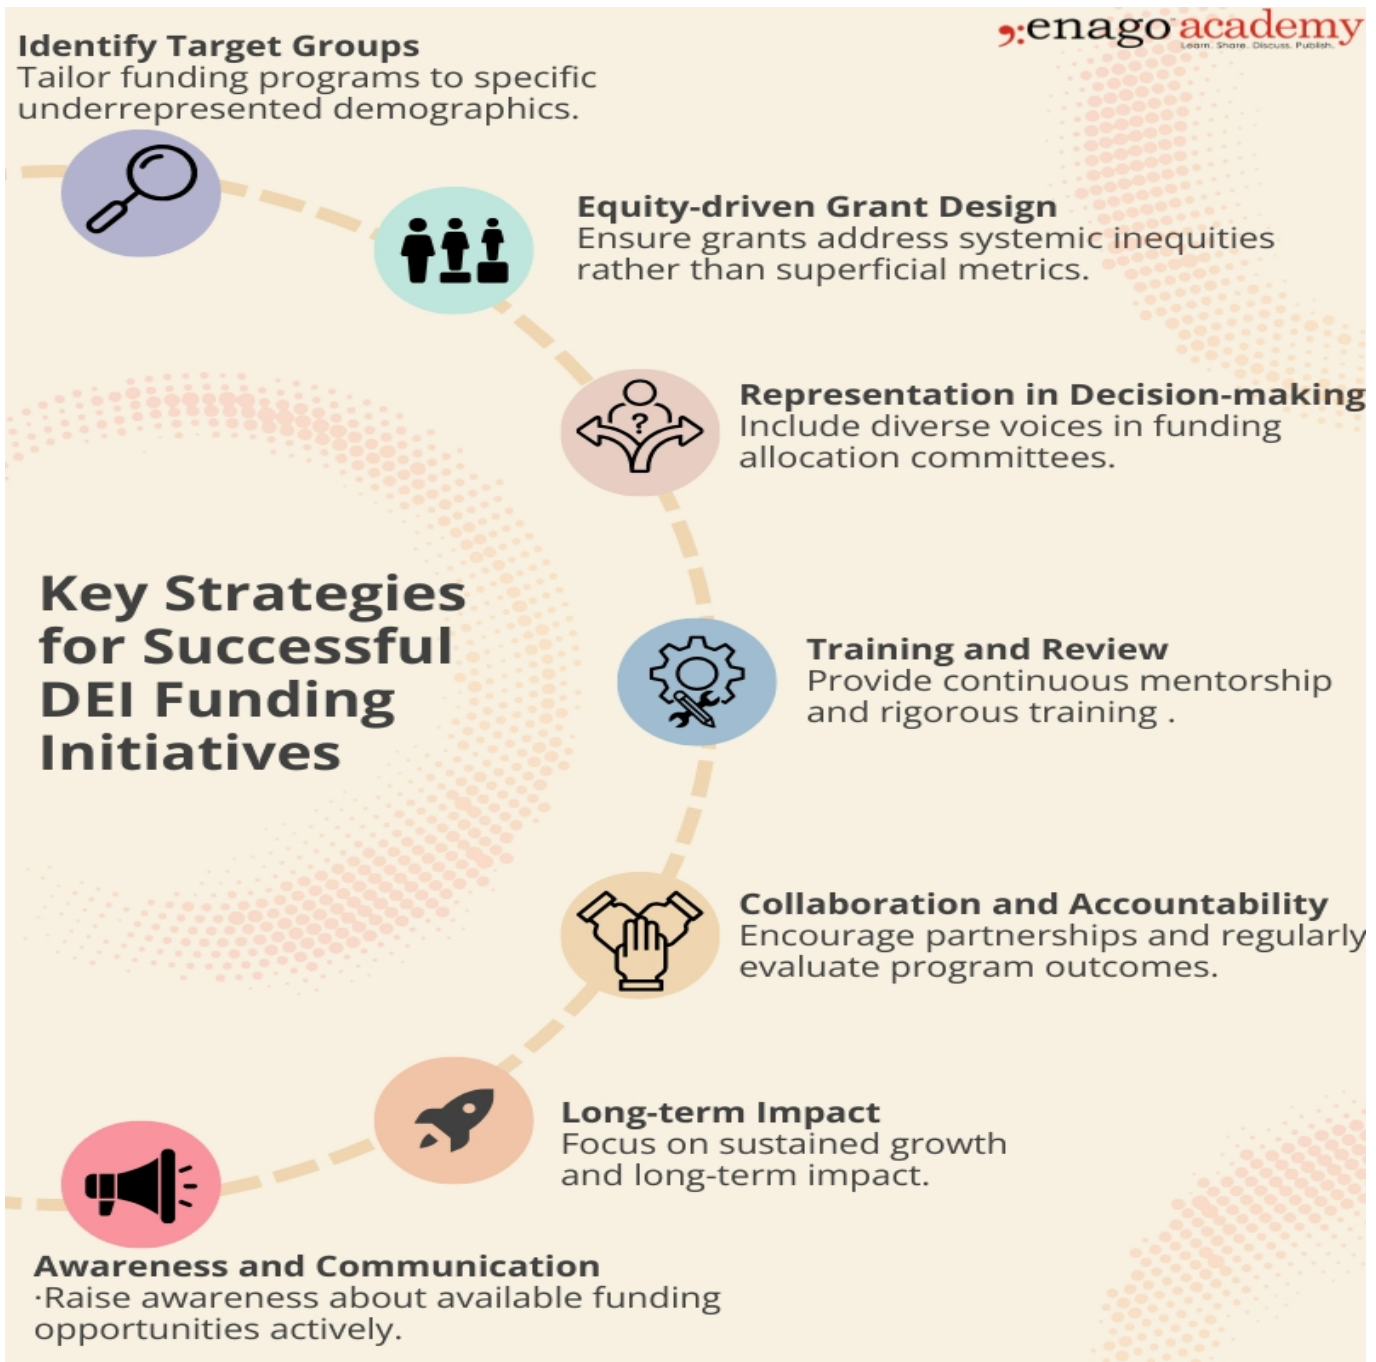 enago academy
Learn. Share. Discuss. Publish.
Identify Target Groups
Tailor funding programs to specific
underrepresented demographics.
Equity-driven Grant Design
Ensure grants address systemic inequities
rather than superficial metrics.
Representation in Decision-making
Include diverse voices in funding
allocation committees.
?
Key Strategies
for Successful
DEI Funding
Initiatives
Training and Review
Provide continuous mentorship
and rigorous training .
Collaboration and Accountability
Encourage partnerships and regularly
evaluate program outcomes.
Long-term Impact
Focus on sustained growth
and long-term impact.
Awareness and Communication
·Raise awareness about available funding
opportunities actively.